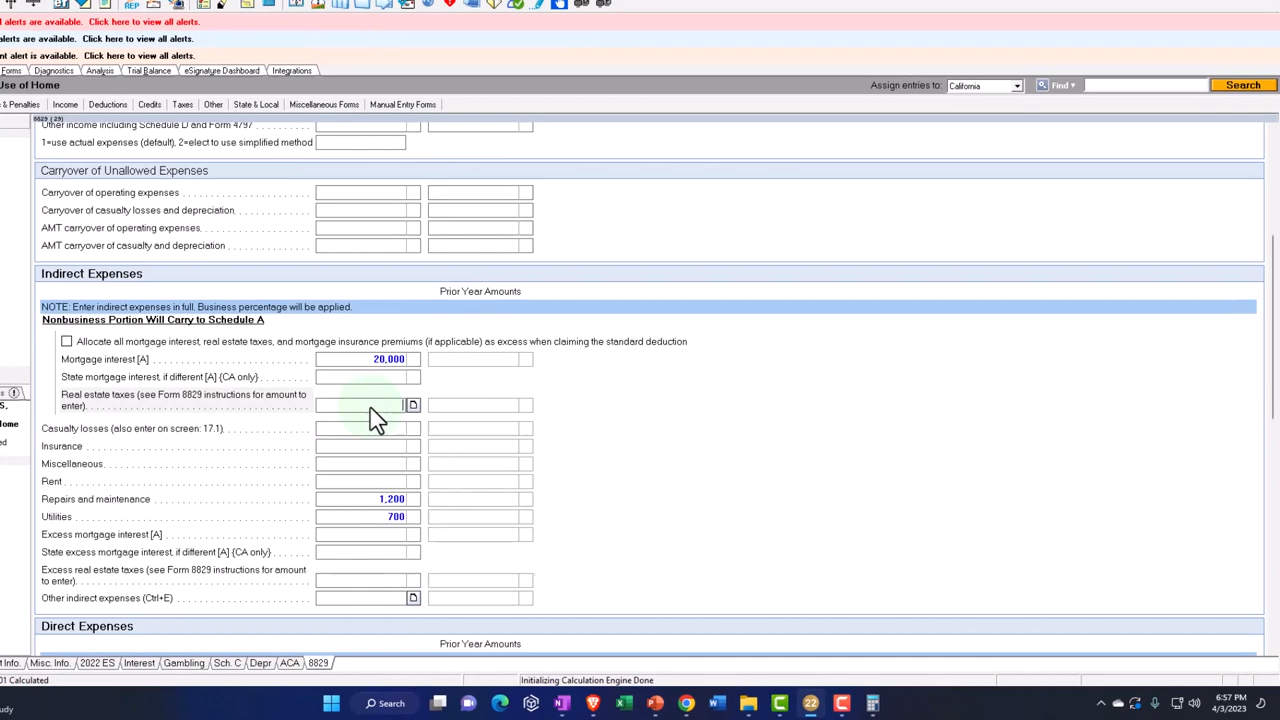 REP
alerts are available. Click here to view all alerts.
alerts are available. Click here to view all alerts.
nt alert is available. Click here to view all alerts.
Forms Diagnostics Analysis Trial Balance eSignature Dashboard Integrations
Use of Home Assign entries to: California Find Search
& Penalties Income Deductions Credits Taxes Other State & Local Miscellaneous Forms Manual Entry Forms
8829 (29)
Other income including Schedule D and Form 4797
1=use actual expenses (default), 2=elect to use simplified method
Carryover of Unallowed Expenses
Carryover of operating expenses
Carryover of casualty losses and depreciation
AMT carryover of operating expenses
AMT carryover of casualty and depreciation
Indirect Expenses
Prior Year Amounts
NOTE: Enter indirect expenses in full. Business percentage will be applied.
Nonbusiness Portion Will Carry to Schedule A
Allocate all mortgage interest, real estate taxes, and mortgage insurance premiums (if applicable) as excess when claiming the standard deduction
Mortgage interest [A] 20,000
State mortgage interest, if different [A] {CA only}
Real estate taxes (see Form 8829 instructions for amount to
enter)
S,
Casualty losses (also enter on screen: 17.1)
ome
Insurance
ed
Miscellaneous
Rent
Repairs and maintenance 1,200
Utilities 700
Excess mortgage interest [A]
State excess mortgage interest, if different [A] {CA only}
Excess real estate taxes (see Form 8829 instructions for amount
to enter)
Other indirect expenses (Ctrl+E)
Direct Expenses
Prior Year Amounts
nt Info. Misc. Info. 2022 ES Interest Gambling Sch. C Depr ACA 8829
01 Calculated Initializing Calculation Engine Done
udy Search 22 6:57 PM
4/3/2023